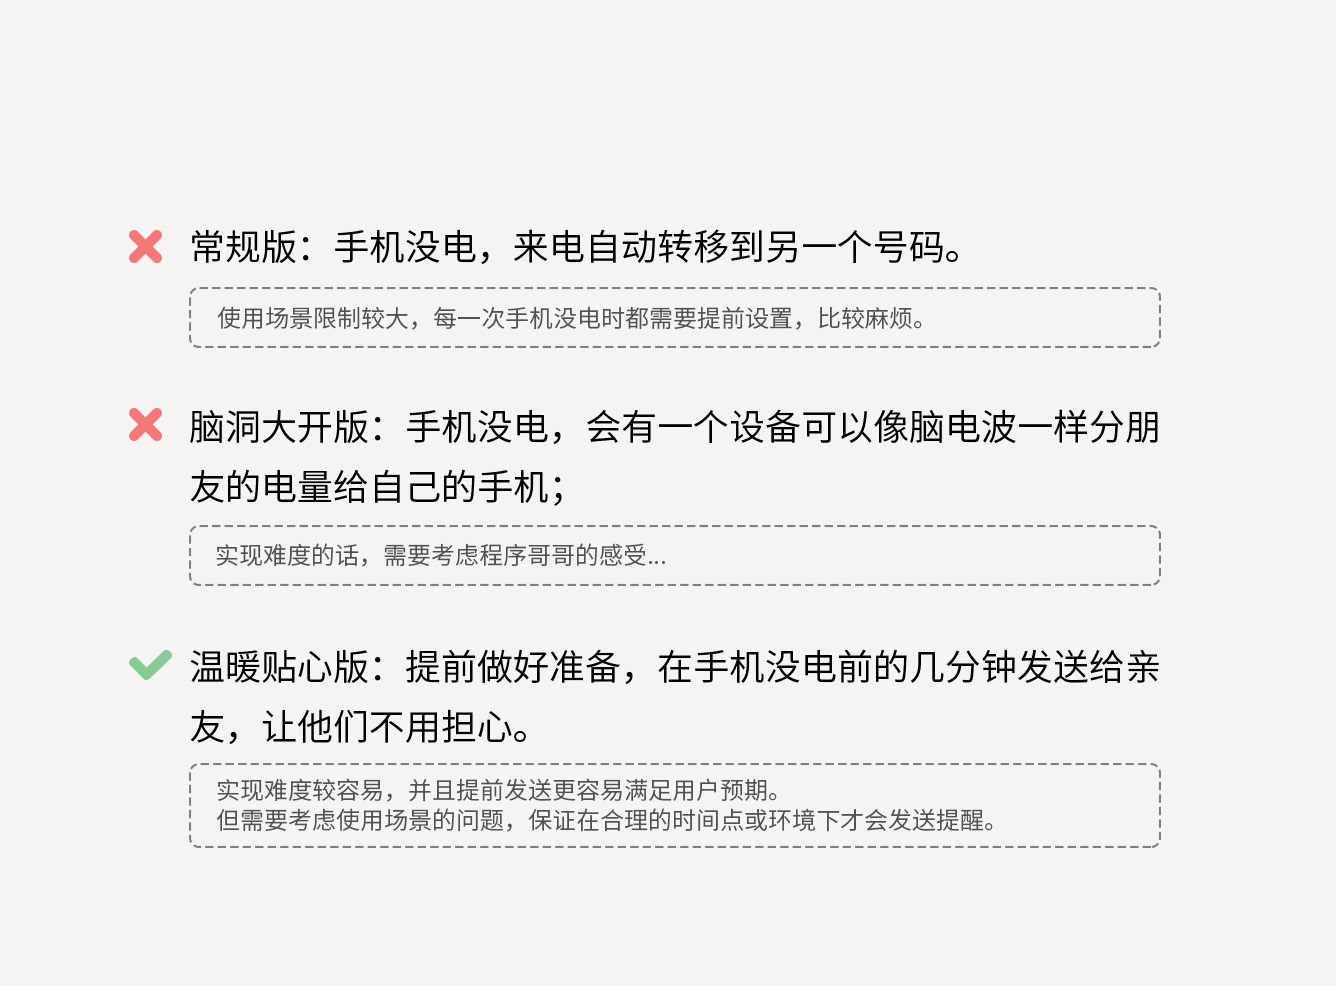 常规版：手机没电，来电自动转移到另一个号码。
使用场景限制较大，每一次手机没电时都需要提前设置，比较麻烦。
脑洞大开版：手机没电，会有一个设备可以像脑电波一样分朋
友的电量给自己的手机；
实现难度的话，需要考虑程序哥哥的感受...
温暖贴心版：提前做好准备，在手机没电前的几分钟发送给亲
友，让他们不用担心。
实现难度较容易，并且提前发送更容易满足用户预期。
但需要考虑使用场景的问题，保证在合理的时间点或环境下才会发送提醒。